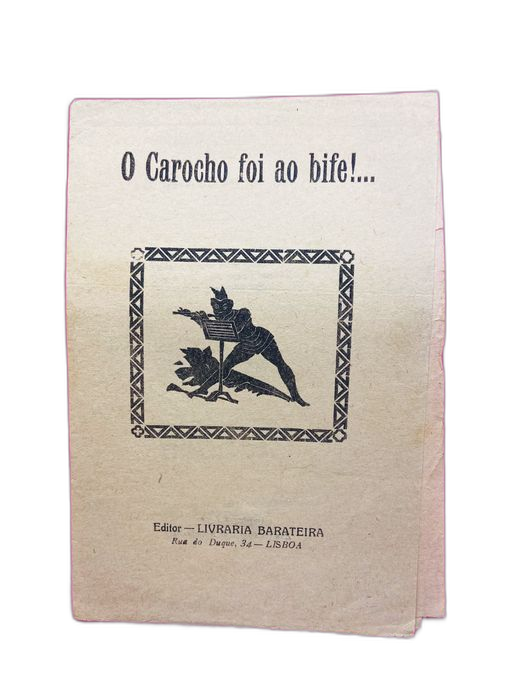 O Carocho foi ao bife!...
Editor — LIVRARIA BARATEIRA
Rua do Duque, 34 — LISBOA